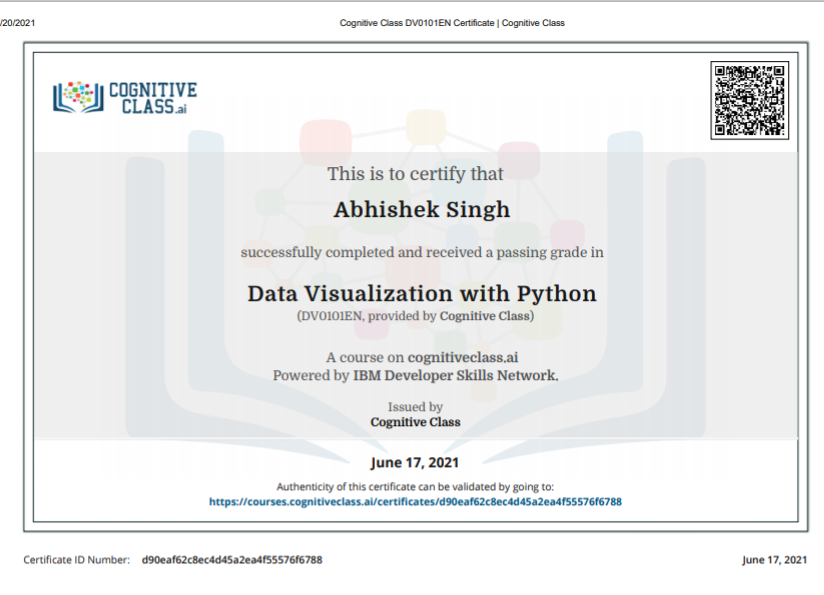 /20/2021
Cognitive Class DV0101EN Certificate | Cognitive Class
COGNITIVE
CLASS.ai
This is to certify that
Abhishek Singh
successfully completed and received a passing grade in
Data Visualization with Python
(DV0101EN, provided by Cognitive Class)
A course on cognitiveclass.ai
Powered by IBM Developer Skills Network.
Issued by
Cognitive Class
June 17, 2021
Authenticity of this certificate can be validated by going to:
https://courses.cognitiveclass.ai/certificates/d90eaf62c8ec4d45a2ea4f55576f6788
Certificate ID Number: d90eaf62c8ec4d45a2ea4f55576f6788
June 17, 2021